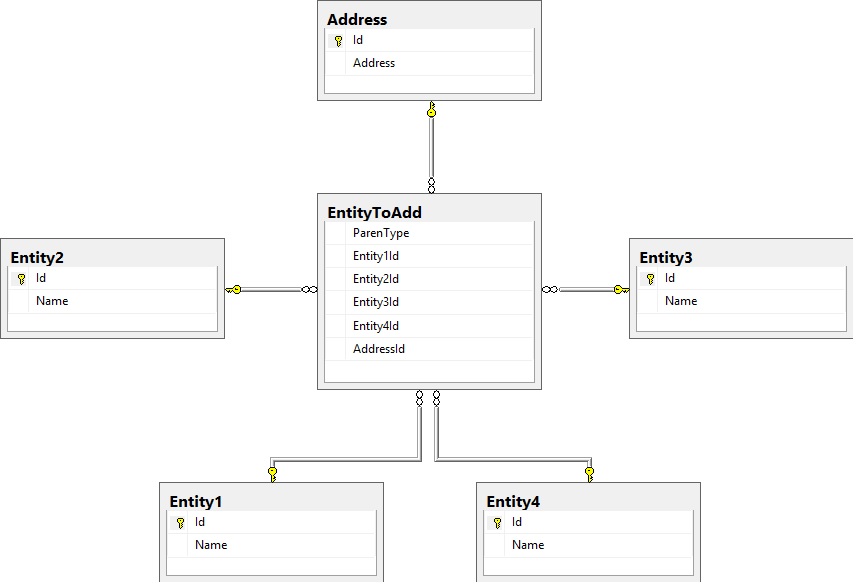 Address
Id
Address
EntityToAdd
ParenType
Entity1Id
Entity2Id
Entity3Id
Entity4Id
AddressId
Entity2
Id
Name
Entity3
Id
Name
Entity1
Id
Name
Entity4
Id
Name